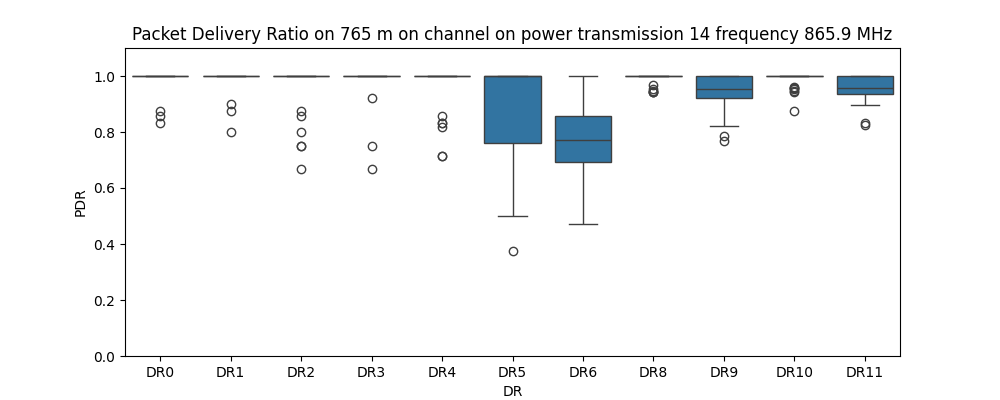 Packet Delivery Ratio on 765 m on channel on power transmission 14 frequency 865.9 MHz
PDR
1.0
0.8
0.6
0.4
0.2
0.0
DR0 DR1 DR2 DR3 DR4 DR5 DR6 DR8 DR9 DR10 DR11
DR